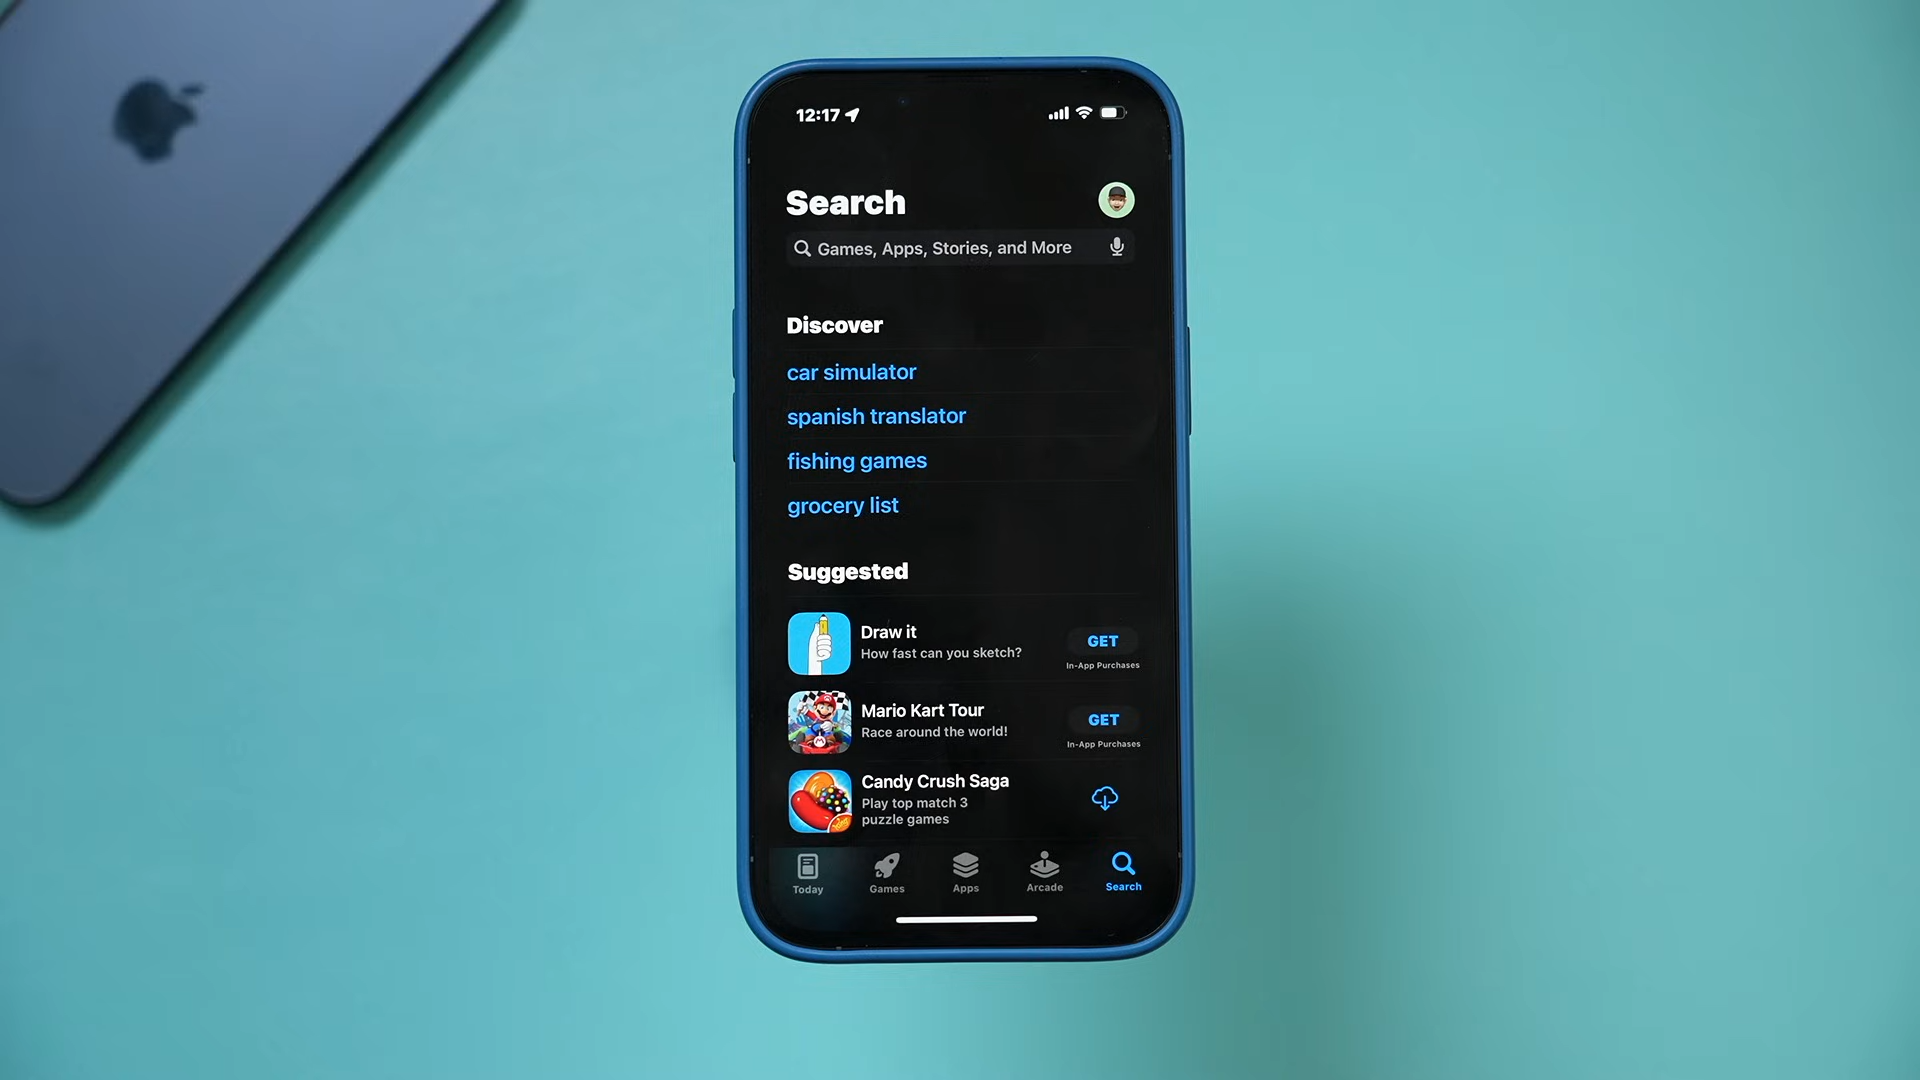 12:17
Search
Games, Apps, Stories, and More
Discover
car simulator
spanish translator
fishing games
grocery list
Suggested
Draw it
How fast can you sketch?
GET
In-App Purchases
Mario Kart Tour
Race around the world!
GET
In-App Purchases
Candy Crush Saga
Play top match 3
puzzle games
Today
Games
Apps
Arcade
Search